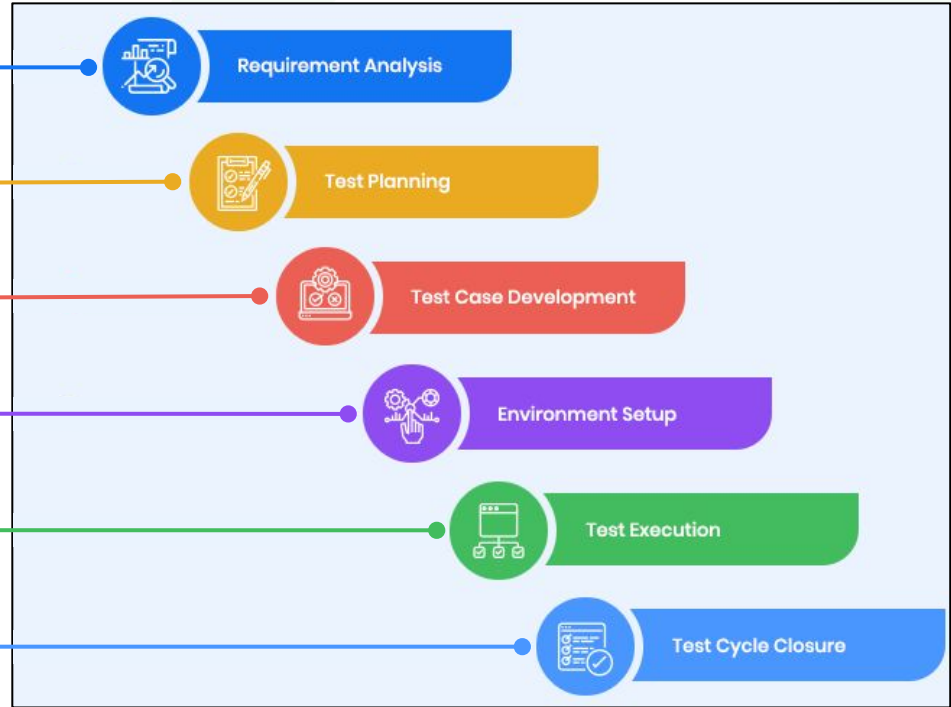 Requirement Analysis
Test Planning
Test Case Development
Environment Setup
Test Execution
Test Cycle Closure